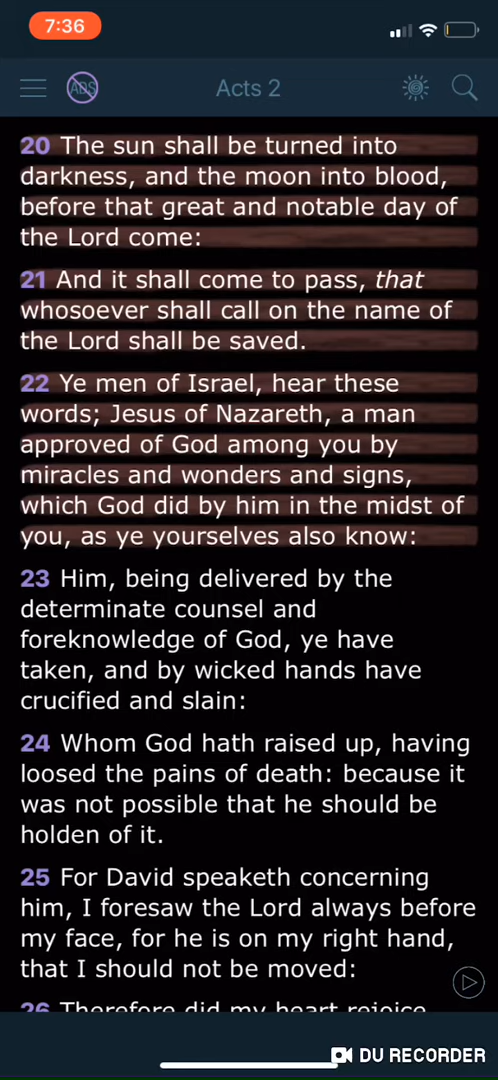 7:36
ADS
Acts 2
20 The sun shall be turned into
darkness, and the moon into blood,
before that great and notable day of
the Lord come:
21 And it shall come to pass, that
whosoever shall call on the name of
the Lord shall be saved.
22 Ye men of Israel, hear these
words; Jesus of Nazareth, a man
approved of God among you by
miracles and wonders and signs,
which God did by him in the midst of
you, as ye yourselves also know:
23 Him, being delivered by the
determinate counsel and
foreknowledge of God, ye have
taken, and by wicked hands have
crucified and slain:
24 Whom God hath raised up, having
loosed the pains of death: because it
was not possible that he should be
holden of it.
25 For David speaketh concerning
him, I foresaw the Lord always before
my face, for he is on my right hand,
that I should not be moved:
26 Therefore did my heart rejoice
DU RECORDER